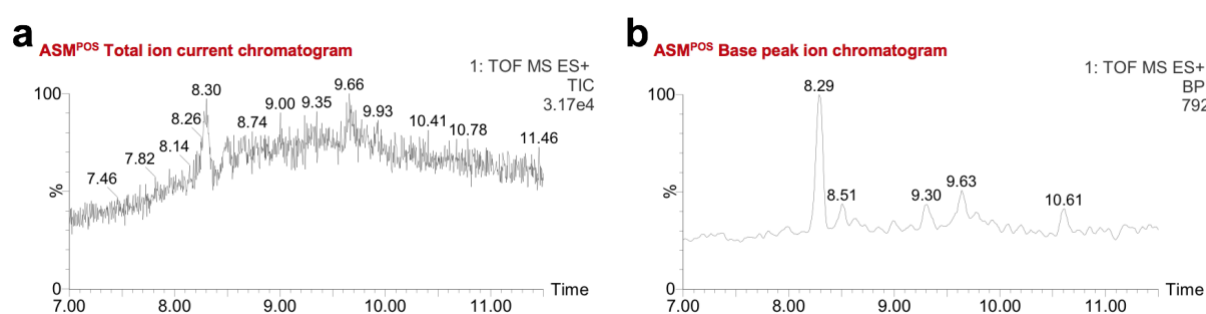 a
ASMPOS Total ion current chromatogram
1: TOF MS ES+
TIC
3.17e4
100
%
0
7.46
7.82
8.14
8.26
8.30
8.74
9.00
9.35
9.66
9.93
10.41
10.78
11.46
7.00 8.00 9.00 10.00 11.00
Time
b
ASMPOS Base peak ion chromatogram
1: TOF MS ES+
BP
792
100
%
0
8.29
8.51
9.30
9.63
10.61
7.00 8.00 9.00 10.00 11.00
Time